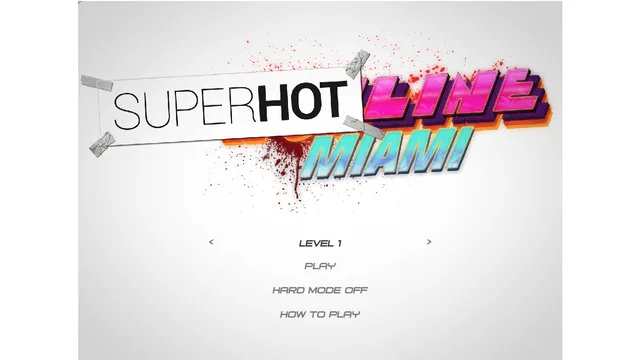 SUPERHOT
LINE
MIAMI
< LEVEL 1 >
PLAY
HARD MODE OFF
HOW TO PLAY